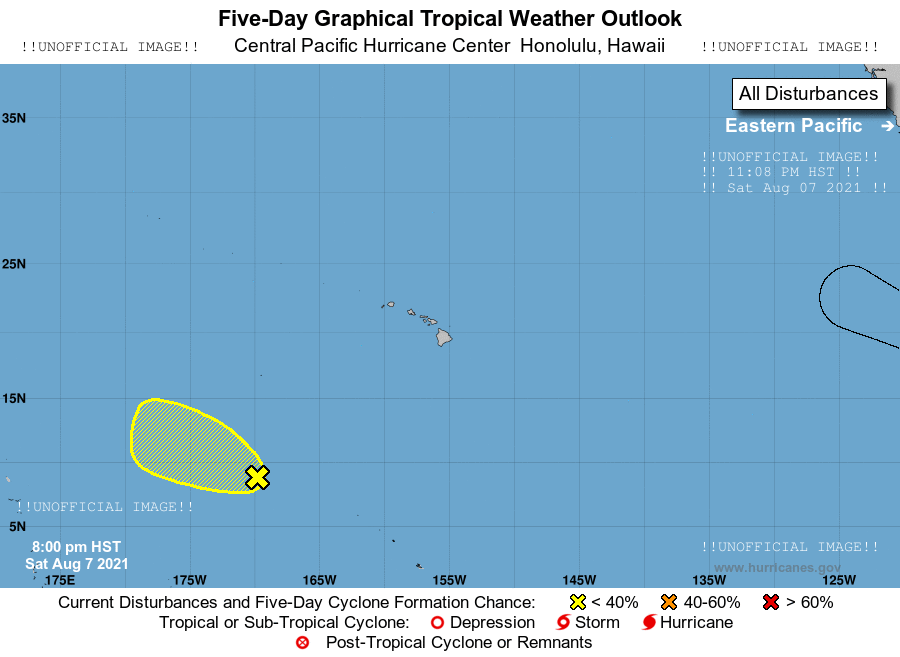 Five-Day Graphical Tropical Weather Outlook
!!UNOFFICIAL IMAGE!! Central Pacific Hurricane Center Honolulu, Hawaii !!UNOFFICIAL IMAGE!!
All Disturbances
35N
Eastern Pacific →
!!UNOFFICIAL IMAGE!!
!! 11:08 PM HST !!
!! Sat Aug 07 2021 !!
25N
15N
!!UNOFFICIAL IMAGE!!
5N
8:00 pm HST
!!UNOFFICIAL IMAGE!!
Sat Aug 7 2021
www.hurricanes.gov
175E 175W 165W 155W 145W 135W 125W
Current Disturbances and Five-Day Cyclone Formation Chance: < 40% 40-60% > 60%
Tropical or Sub-Tropical Cyclone: Depression Storm Hurricane
Post-Tropical Cyclone or Remnants